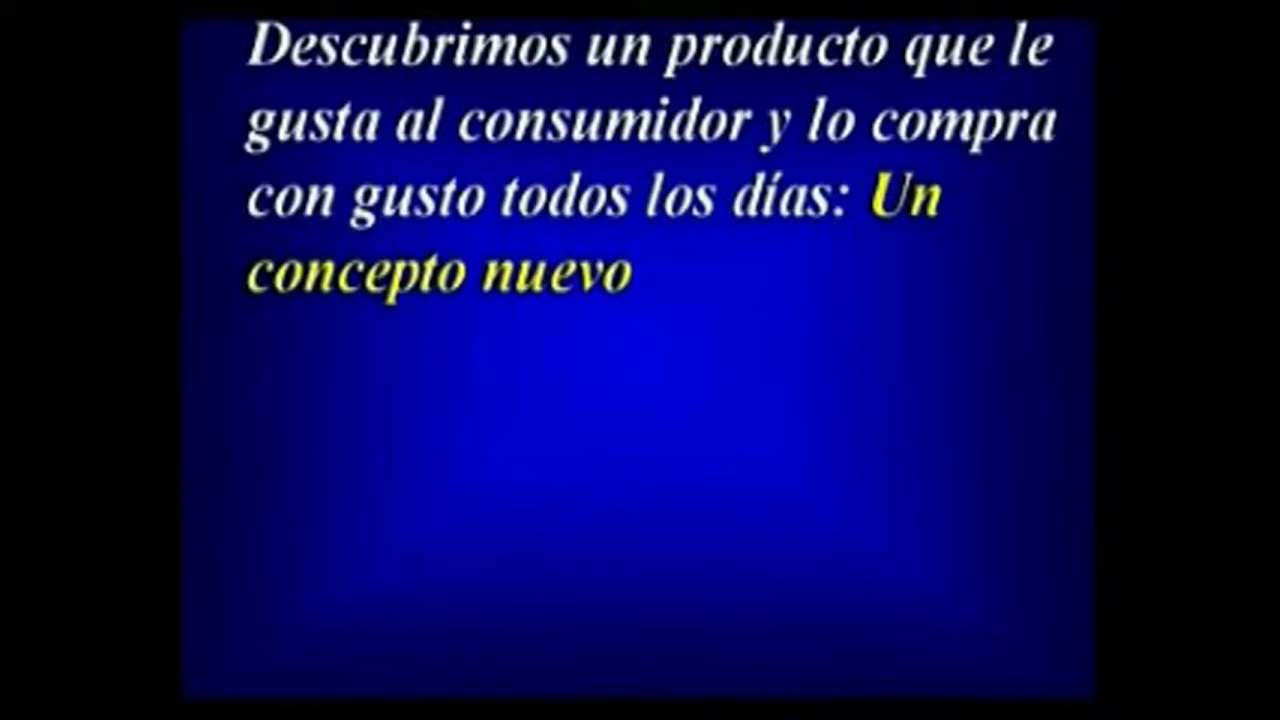 Descubrimos un producto que le
gusta al consumidor y lo compra
con gusto todos los días: Un
concepto nuevo